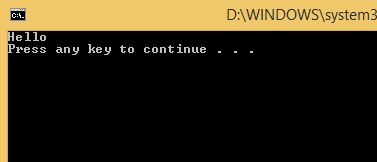 D:\WINDOWS\system3
Hello
Press any key to continue . . .